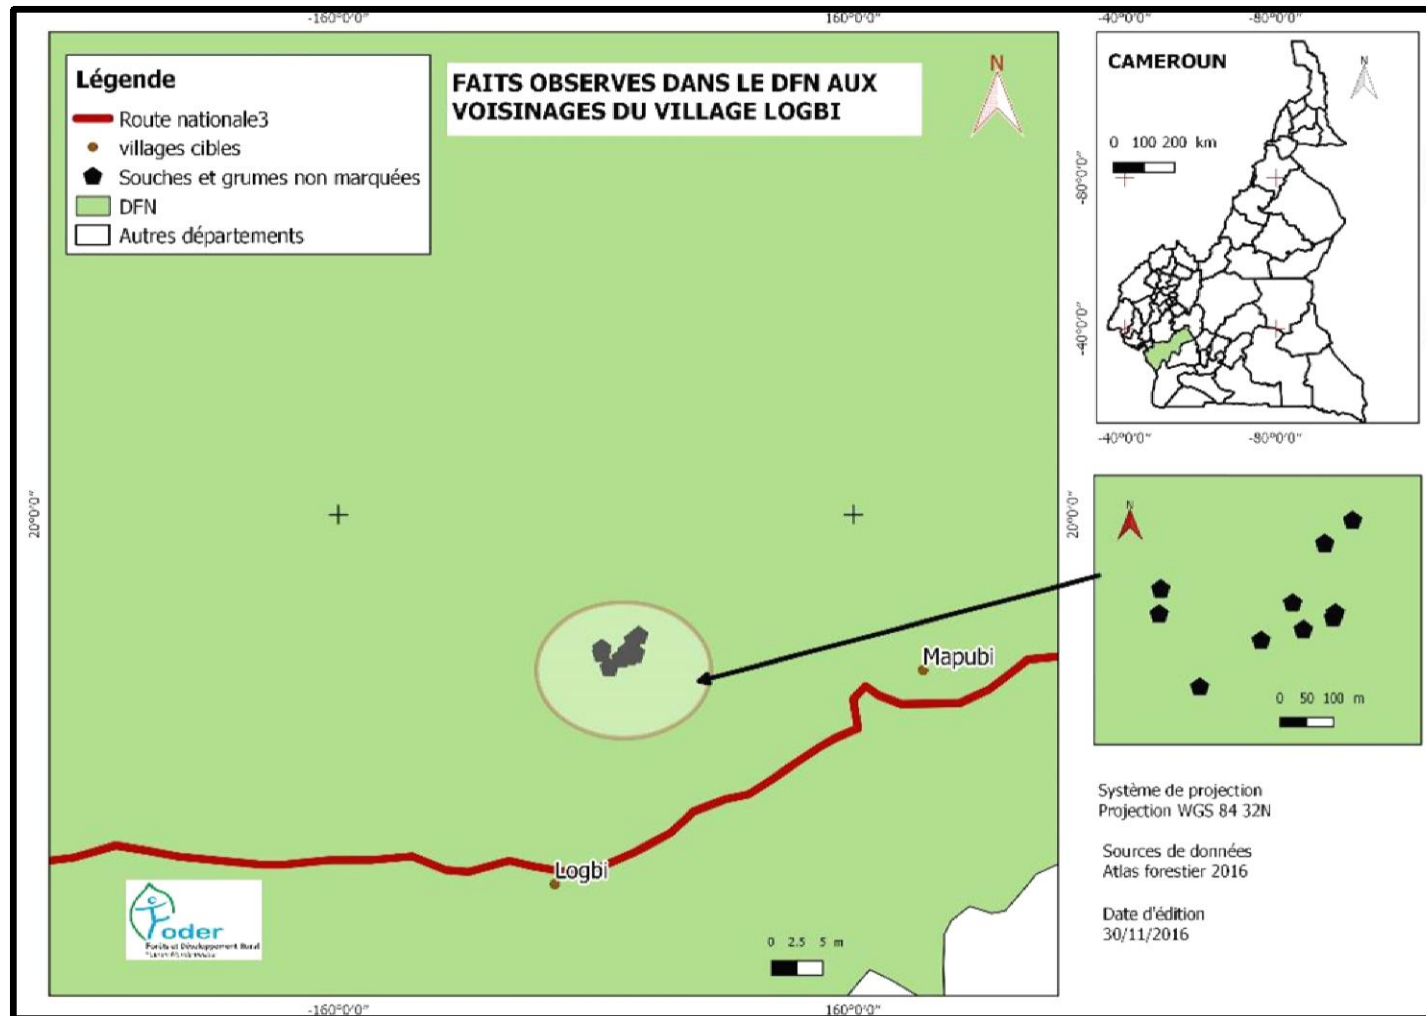 -160°0'0" 160°0'0"
Légende
Route nationale3
villages cibles
Souches et grumes non marquées
DFN
Autres départements
FAITS OBSERVES DANS LE DFN AUX
VOISINAGES DU VILLAGE LOGBI
N
20°0'0" 20°0'0"
Mapubi
Logbi
Foder
Forêts et Développement Rural
0 2.5 5 m
-160°0'0" 160°0'0"
-40°0'0" -80°0'0"
CAMEROUN
N
0 100 200 km
-80°0'0"
-40°0'0"
-40°0'0" -80°0'0"
N
0 50 100 m
Système de projection
Projection WGS 84 32N
Sources de données
Atlas forestier 2016
Date d'édition
30/11/2016